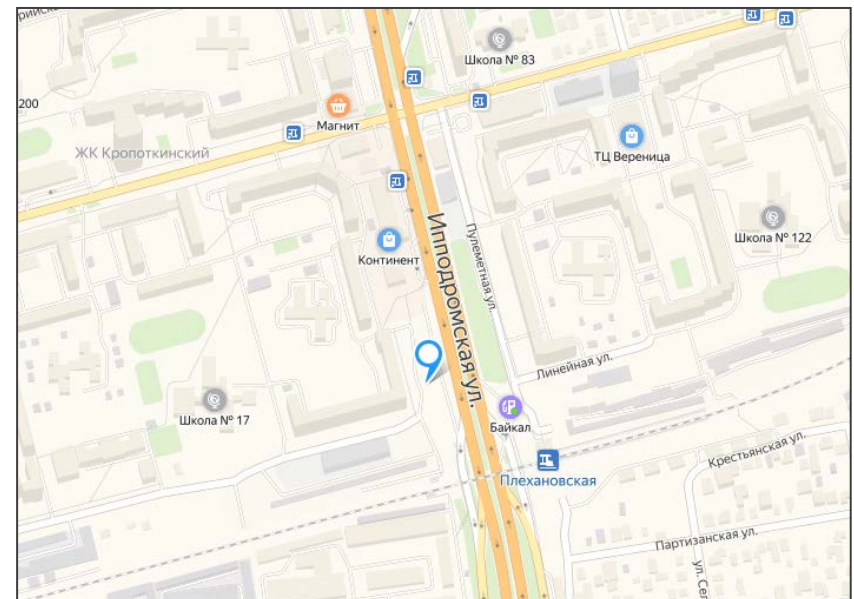 Школа № 83
200
Магнит
ЖК Кропоткинский
ТЦ Вереница
Школа № 122
Континент
Ипподромская ул.
Пулеметная ул.
Линейная ул.
Школа № 17
Байкал
Плехановская
Крестьянская ул.
Партизанская ул.